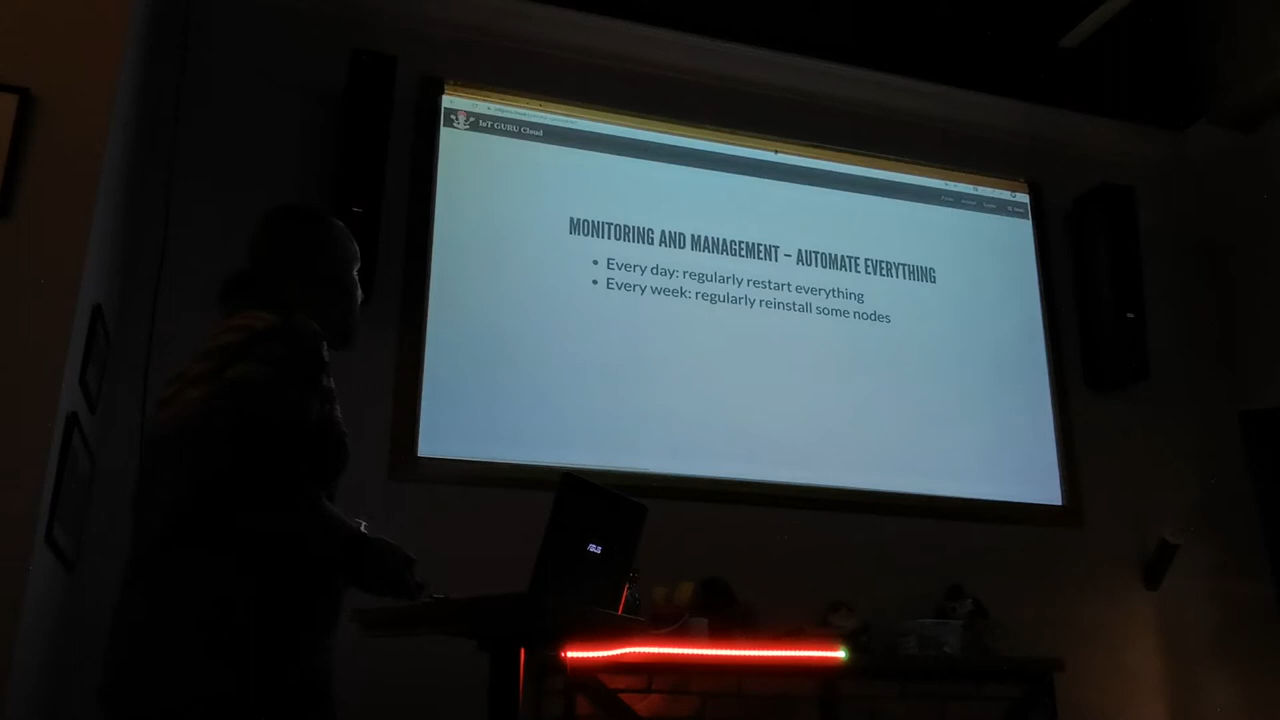 IoT GURU Cloud
MONITORING AND MANAGEMENT – AUTOMATE EVERYTHING
• Every day: regularly restart everything
• Every week: regularly reinstall some nodes
ASUS